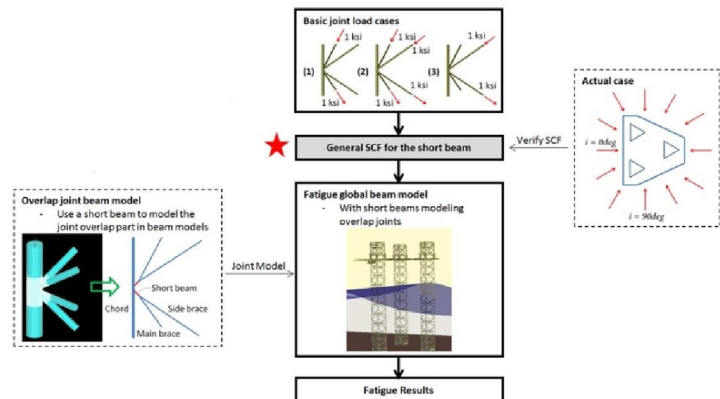 Basic joint load cases
1 ksi
1 ksi
1 ksi
1 ksi
(1)
(2)
(3)
1 ksi
1 ksi
1 ksi
General SCF for the short beam
Verify SCF
Actual case
i = 0deg
i = 90deg
Overlap joint beam model
- Use a short beam to model
the joint overlap part in beam models
Short beam
Chord
Side brace
Main brace
Joint Model
Fatigue global beam model
- With short beams modeling
overlap joints
Fatigue Results